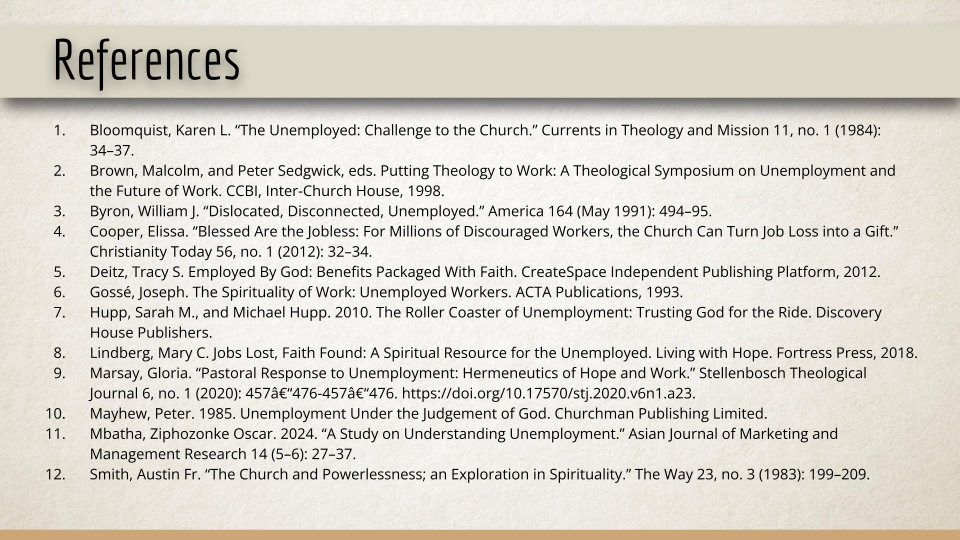 References
1. Bloomquist, Karen L. “The Unemployed: Challenge to the Church.” Currents in Theology and Mission 11, no. 1 (1984):
34–37.
2. Brown, Malcolm, and Peter Sedgwick, eds. Putting Theology to Work: A Theological Symposium on Unemployment and
the Future of Work. CCBI, Inter-Church House, 1998.
3. Byron, William J. “Dislocated, Disconnected, Unemployed.” America 164 (May 1991): 494–95.
4. Cooper, Elissa. “Blessed Are the Jobless: For Millions of Discouraged Workers, the Church Can Turn Job Loss into a Gift.”
Christianity Today 56, no. 1 (2012): 32–34.
5. Deitz, Tracy S. Employed By God: Benefits Packaged With Faith. CreateSpace Independent Publishing Platform, 2012.
6. Gossé, Joseph. The Spirituality of Work: Unemployed Workers. ACTA Publications, 1993.
7. Hupp, Sarah M., and Michael Hupp. 2010. The Roller Coaster of Unemployment: Trusting God for the Ride. Discovery
House Publishers.
8. Lindberg, Mary C. Jobs Lost, Faith Found: A Spiritual Resource for the Unemployed. Living with Hope. Fortress Press, 2018.
9. Marsay, Gloria. “Pastoral Response to Unemployment: Hermeneutics of Hope and Work.” Stellenbosch Theological
Journal 6, no. 1 (2020): 457â€“476-457â€“476. https://doi.org/10.17570/stj.2020.v6n1.a23.
10. Mayhew, Peter. 1985. Unemployment Under the Judgement of God. Churchman Publishing Limited.
11. Mbatha, Ziphozonke Oscar. 2024. “A Study on Understanding Unemployment.” Asian Journal of Marketing and
Management Research 14 (5–6): 27–37.
12. Smith, Austin Fr. “The Church and Powerlessness; an Exploration in Spirituality.” The Way 23, no. 3 (1983): 199–209.